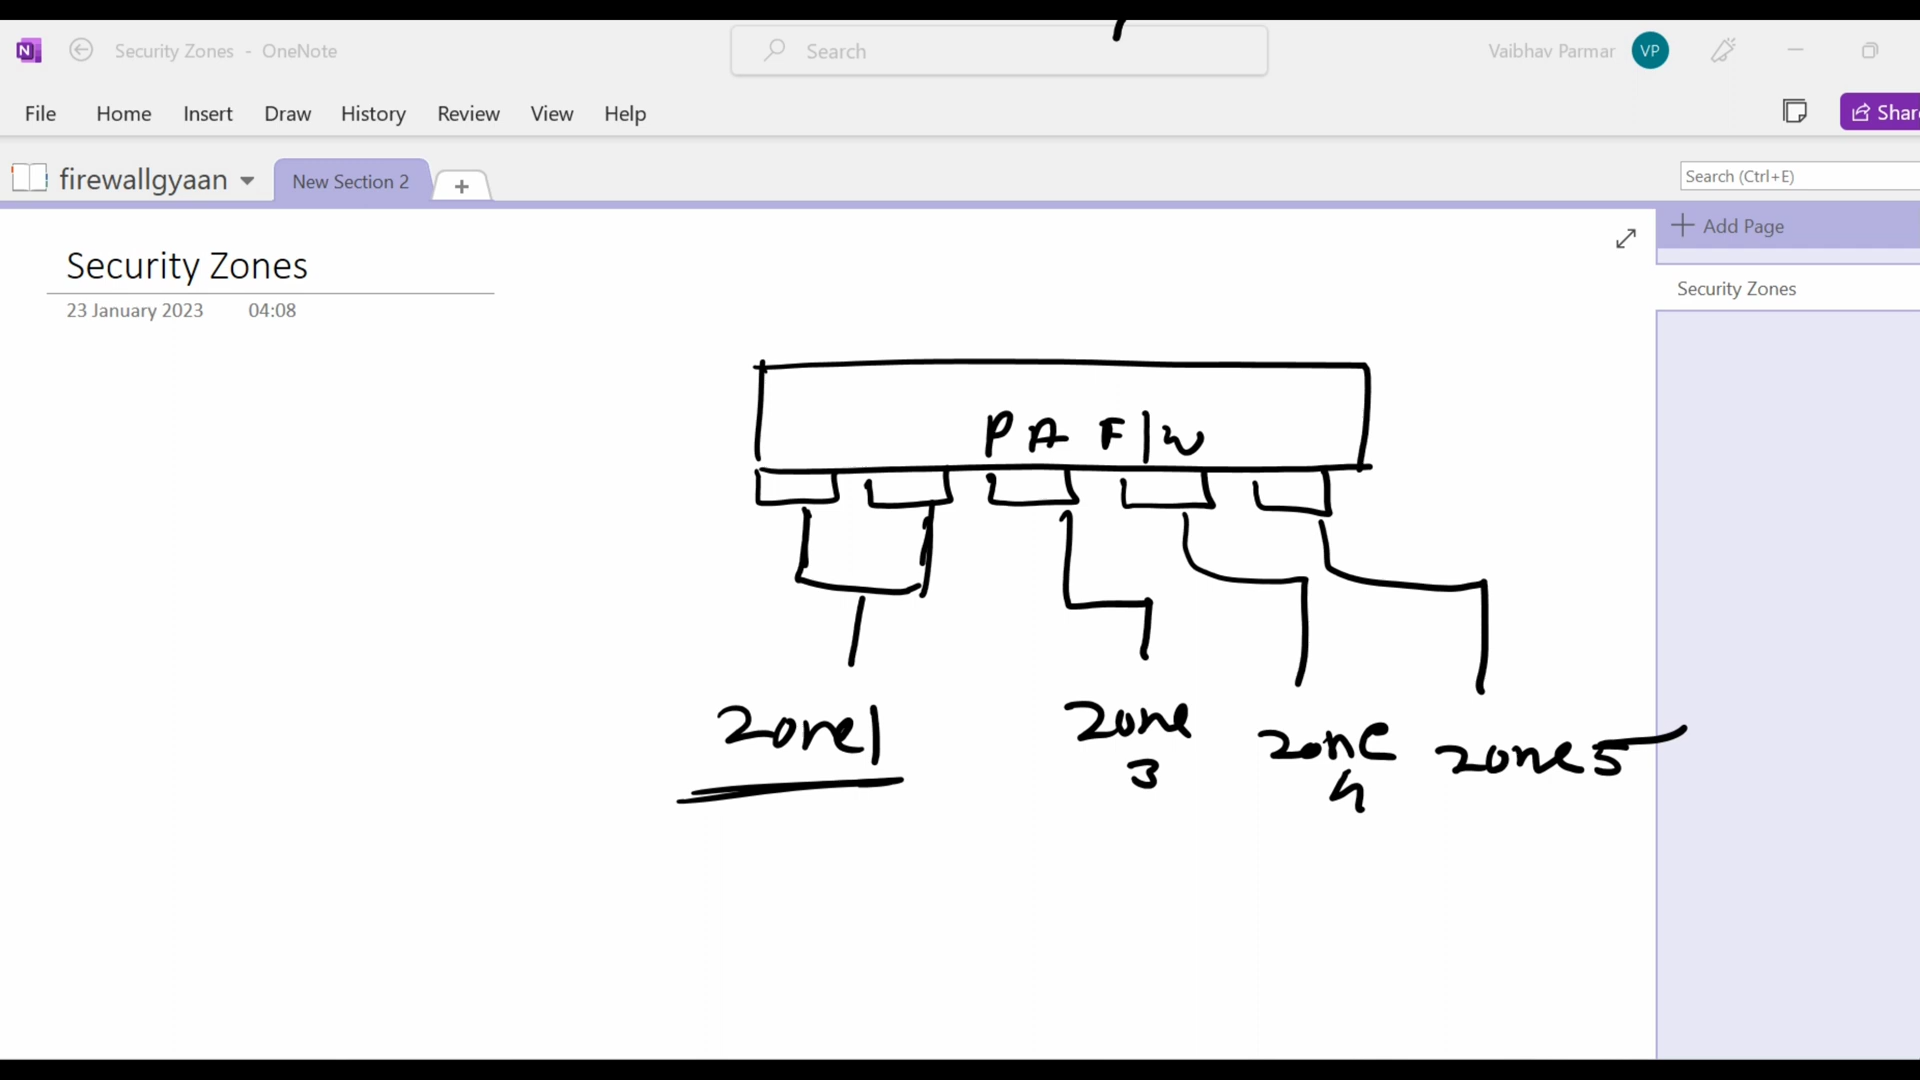 Security Zones - OneNote
Search
Vaibhav Parmar
VP
File Home Insert Draw History Review View Help
Share
firewallgyaan
New Section 2
Search (Ctrl+E)
Add Page
Security Zones
Security Zones
23 January 2023 04:08
PA F/W
zone1
zone
3
zone
4
zone5